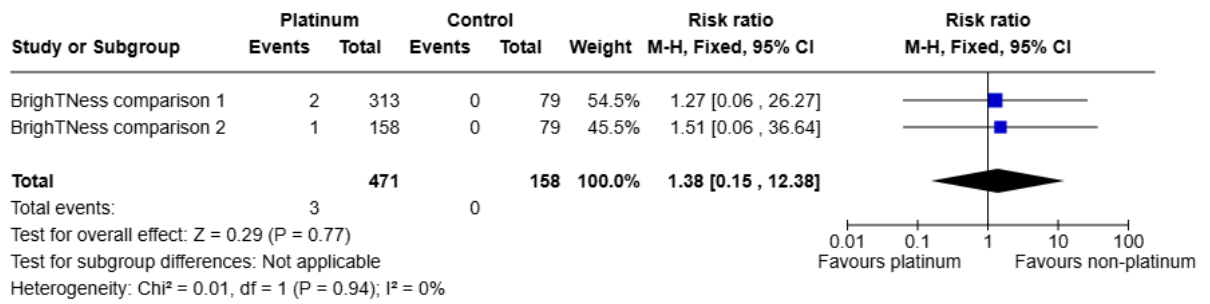 Platinum Control Risk ratio Risk ratio
Study or Subgroup Events Total Events Total Weight M-H, Fixed, 95% CI M-H, Fixed, 95% CI
BrighTNess comparison 1 2 313 0 79 54.5% 1.27 [0.06 , 26.27]
BrighTNess comparison 2 1 158 0 79 45.5% 1.51 [0.06 , 36.64]
Total 471 158 100.0% 1.38 [0.15 , 12.38]
Total events: 3 0
Test for overall effect: Z = 0.29 (P = 0.77)
0.01 0.1 1 10 100
Test for subgroup differences: Not applicable
Favours platinum Favours non-platinum
Heterogeneity: Chi² = 0.01, df = 1 (P = 0.94); I² = 0%